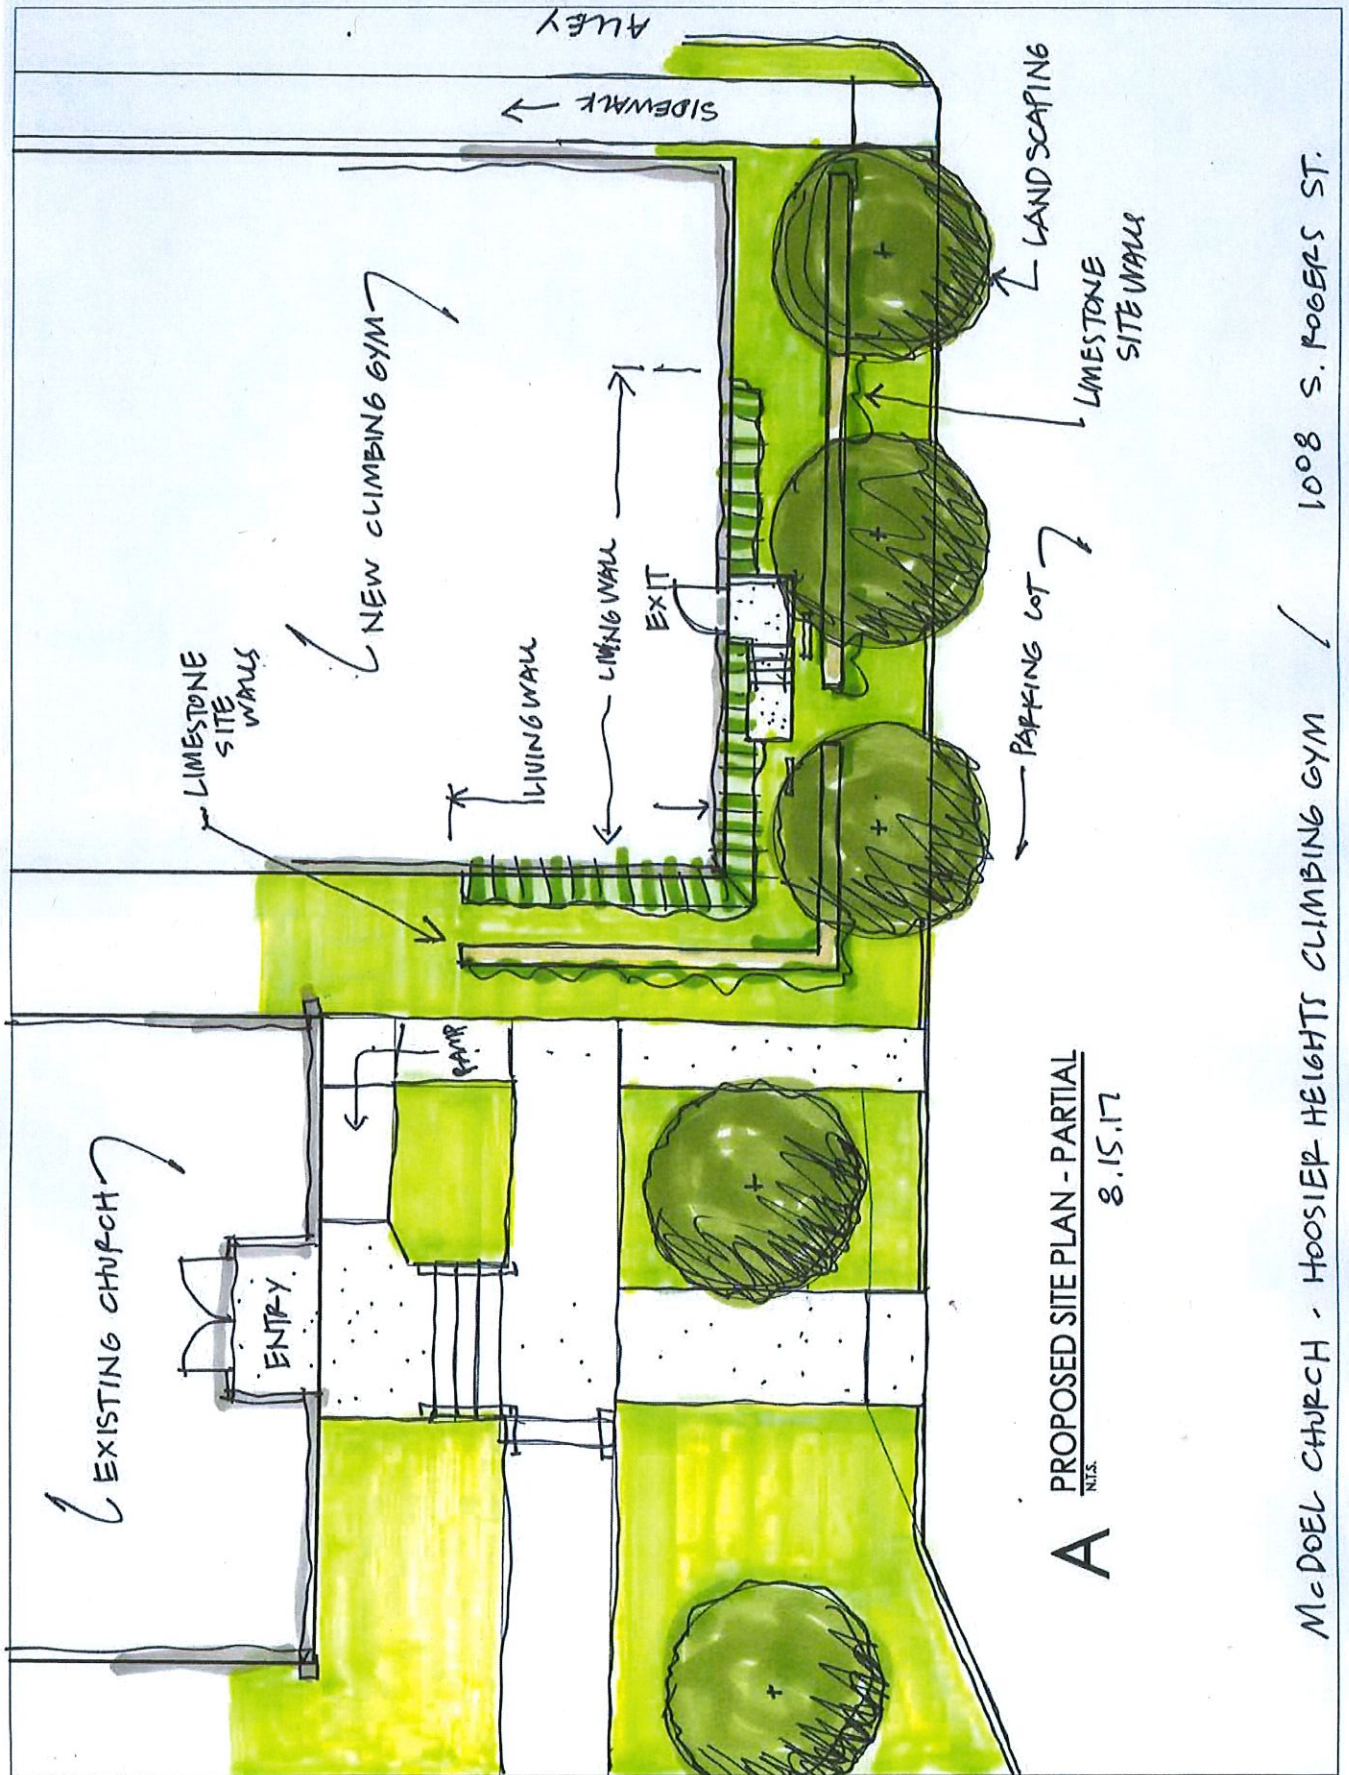 EXISTING CHURCH
ENTRY
RAMP
LIMESTONE
SITE
WALLS
NEW CLIMBING GYM
LIVING WALL
LIVING WALL
EXIT
SIDEWALK
ALLEY
LANDSCAPING
LIMESTONE
SITE WALLS
PARKING LOT
A
PROPOSED SITE PLAN - PARTIAL
N.T.S.
8.15.17
McDOEL CHURCH - HOOSIER HEIGHTS CLIMBING GYM / 1008 S. ROGERS ST.